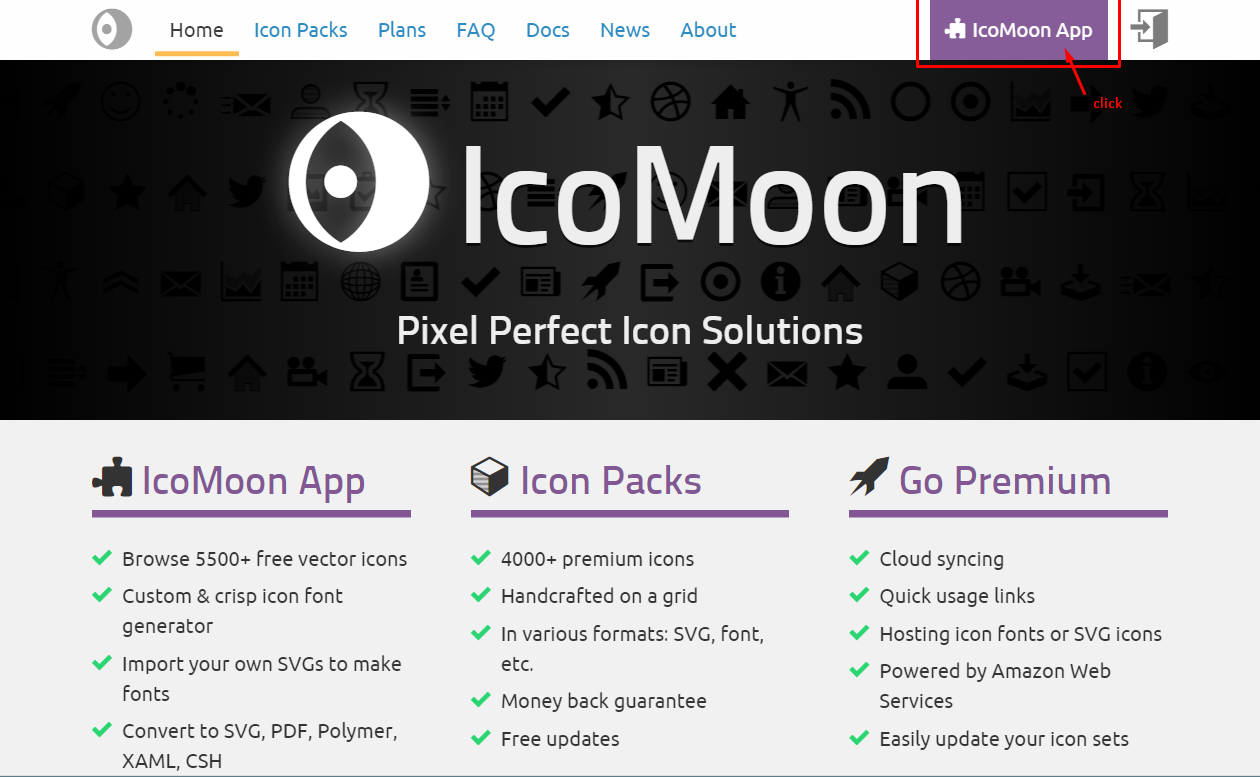 Home Icon Packs Plans FAQ Docs News About IcoMoon App
click
IcoMoon
Pixel Perfect Icon Solutions
IcoMoon App
Browse 5500+ free vector icons
Custom & crisp icon font
generator
Import your own SVGs to make
fonts
Convert to SVG, PDF, Polymer,
XAML, CSH
Icon Packs
4000+ premium icons
Handcrafted on a grid
In various formats: SVG, font,
etc.
Money back guarantee
Free updates
Go Premium
Cloud syncing
Quick usage links
Hosting icon fonts or SVG icons
Powered by Amazon Web
Services
Easily update your icon sets